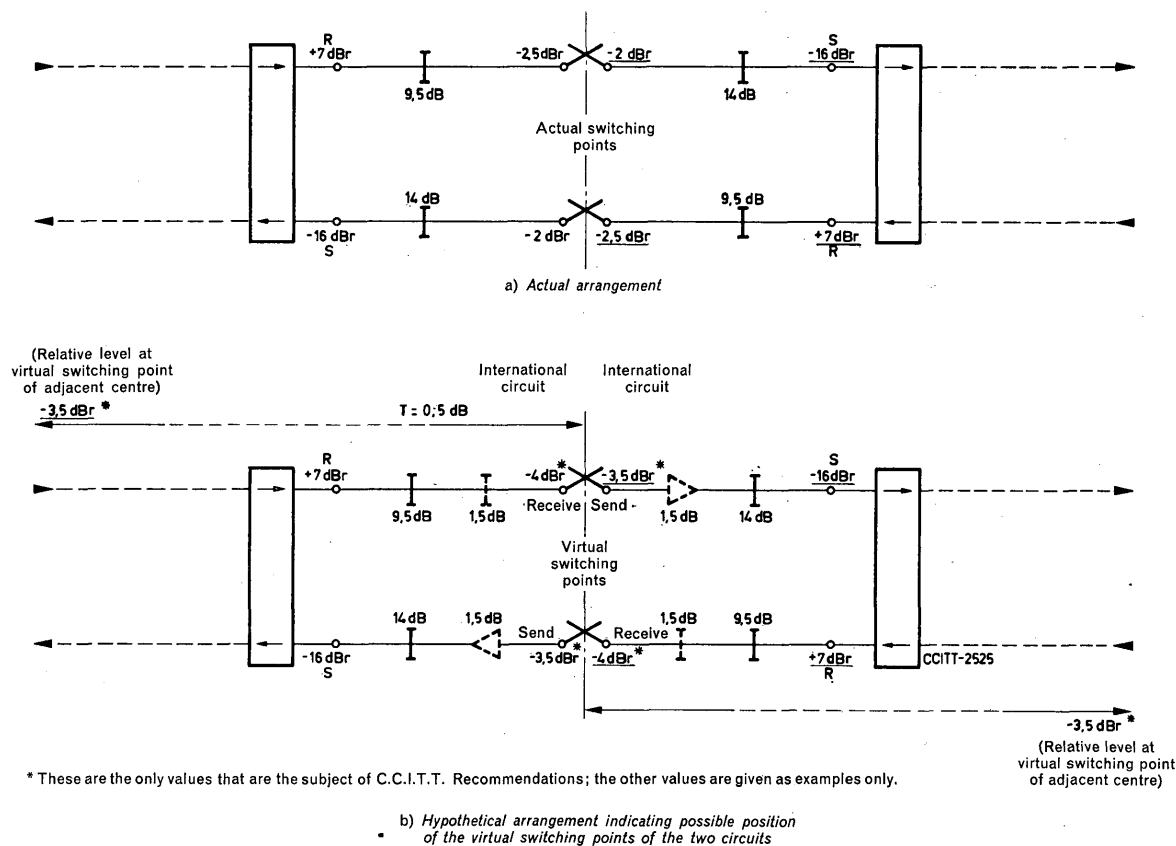 R
+7 dBr
-2,5 dBr
-2 dBr
S
-16 dBr
9,5 dB
14 dB
Actual switching
points
14 dB
9,5 dB
-16 dBr
S
-2 dBr
-2,5 dBr
+7 dBr
R
a) Actual arrangement
(Relative level at
virtual switching point
of adjacent centre)
-3,5 dBr *
International
circuit
International
circuit
T = 0,5 dB
R
+7 dBr
-4 dBr *
-3,5 dBr *
S
-16 dBr
9,5 dB
1,5 dB
Receive
Send
1,5 dB
14 dB
Virtual
switching
points
14 dB
1,5 dB
Send
Receive
1,5 dB
9,5 dB
-16 dBr
S
-3,5 dBr *
-4 dBr *
+7 dBr
R
CCITT-2525
-3,5 dBr *
(Relative level at
virtual switching point
of adjacent centre)
* These are the only values that are the subject of C.C.I.T.T. Recommendations; the other values are given as examples only.
b) Hypothetical arrangement indicating possible position
of the virtual switching points of the two circuits